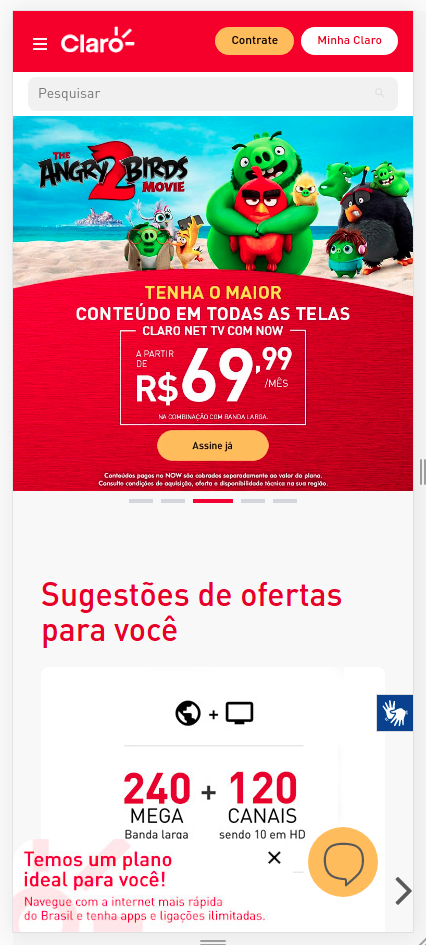 Claro
Contrate
Minha Claro
Pesquisar
THE
ANGRY 2 BIRDS
MOVIE
TENHA O MAIOR
CONTEÚDO EM TODAS AS TELAS
CLARO NET TV COM NOW
A PARTIR
DE
R$69,99
/MÊS
NA COMBINAÇÃO COM BANDA LARGA.
Assine já
Conteúdos pagos no NOW são cobrados separadamente ao valor do plano.
Consulte condições de aquisição, oferta e disponibilidade técnica na sua região.
Sugestões de ofertas
para você
+
240 + 120
MEGA CANAIS
Banda larga sendo 10 em HD
Temos um plano
ideal para você!
Navegue com a internet mais rápida
do Brasil e tenha apps e ligações ilimitadas.